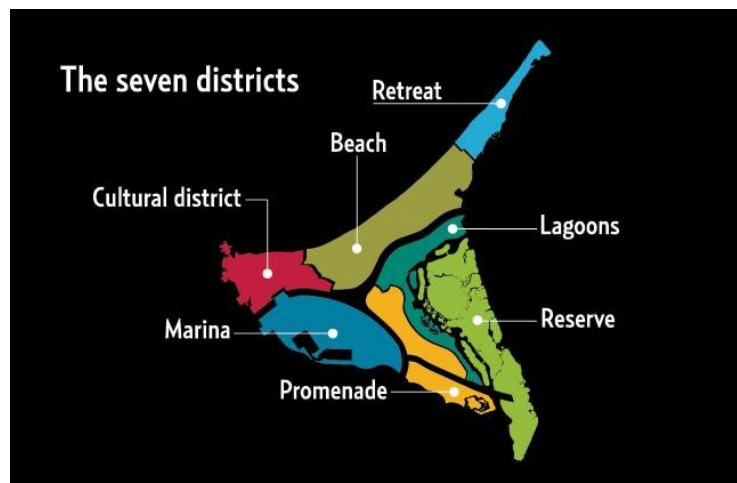 The seven districts
Retreat
Beach
Cultural district
Lagoons
Reserve
Marina
Promenade